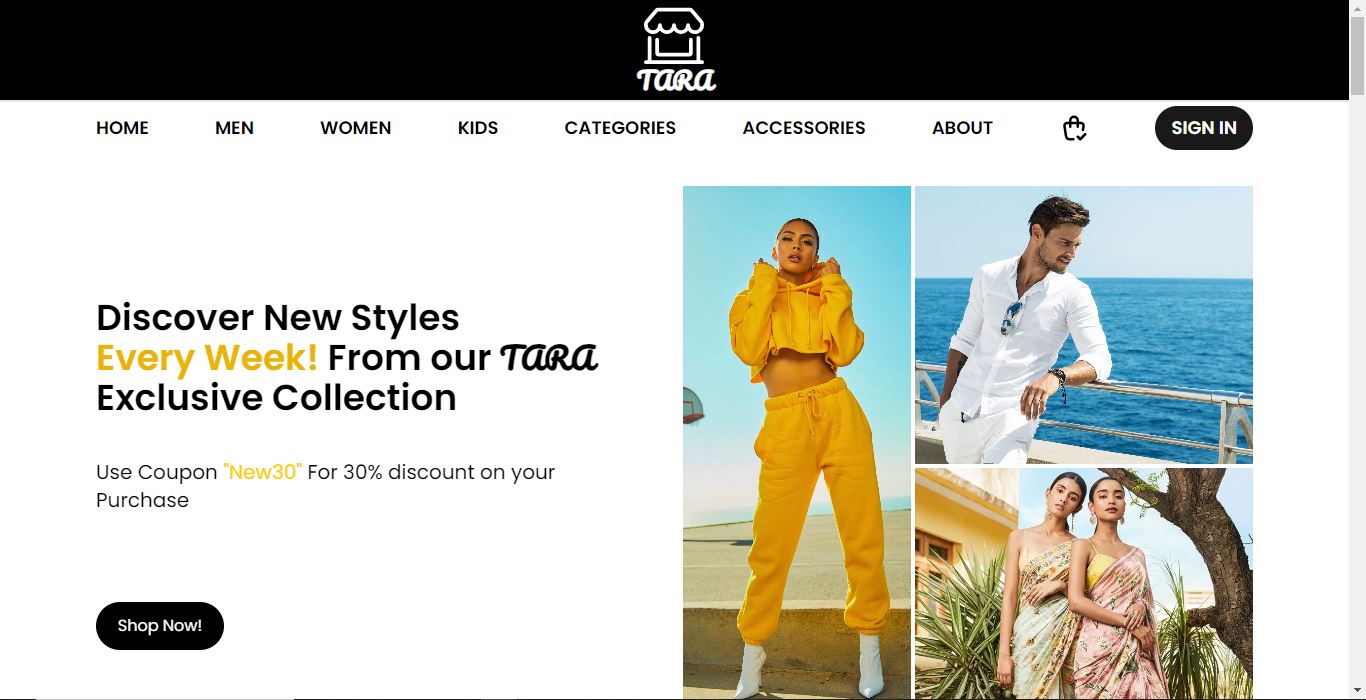 TARA
HOME MEN WOMEN KIDS CATEGORIES ACCESSORIES ABOUT SIGN IN
Discover New Styles
Every Week! From our TARA
Exclusive Collection
Use Coupon "New30" For 30% discount on your
Purchase
Shop Now!